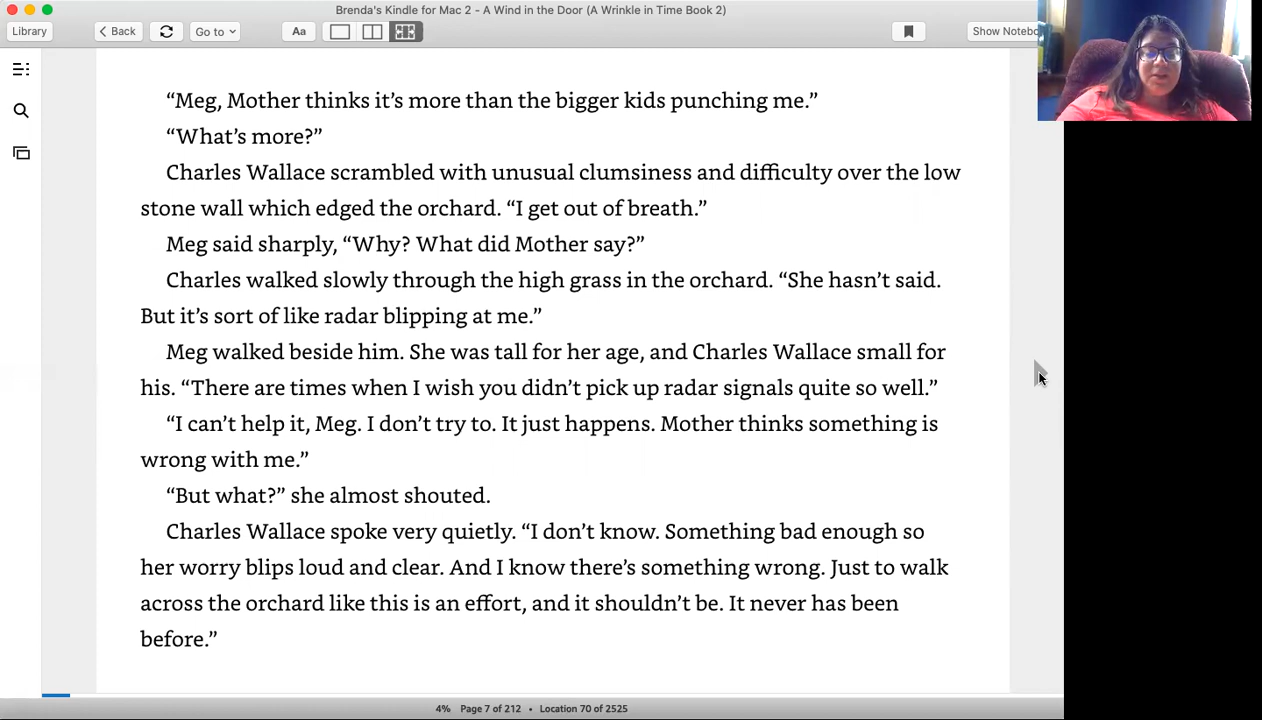 Brenda's Kindle for Mac 2 - A Wind in the Door (A Wrinkle in Time Book 2)
Library
Back
Go to
Aa
Show Notebo
“Meg, Mother thinks it’s more than the bigger kids punching me.”
“What’s more?”
Charles Wallace scrambled with unusual clumsiness and difficulty over the low
stone wall which edged the orchard. “I get out of breath.”
Meg said sharply, “Why? What did Mother say?”
Charles walked slowly through the high grass in the orchard. “She hasn’t said.
But it’s sort of like radar blipping at me.”
Meg walked beside him. She was tall for her age, and Charles Wallace small for
his. “There are times when I wish you didn’t pick up radar signals quite so well.”
“I can’t help it, Meg. I don’t try to. It just happens. Mother thinks something is
wrong with me.”
“But what?” she almost shouted.
Charles Wallace spoke very quietly. “I don’t know. Something bad enough so
her worry blips loud and clear. And I know there’s something wrong. Just to walk
across the orchard like this is an effort, and it shouldn’t be. It never has been
before.”
4% Page 7 of 212 • Location 70 of 2525